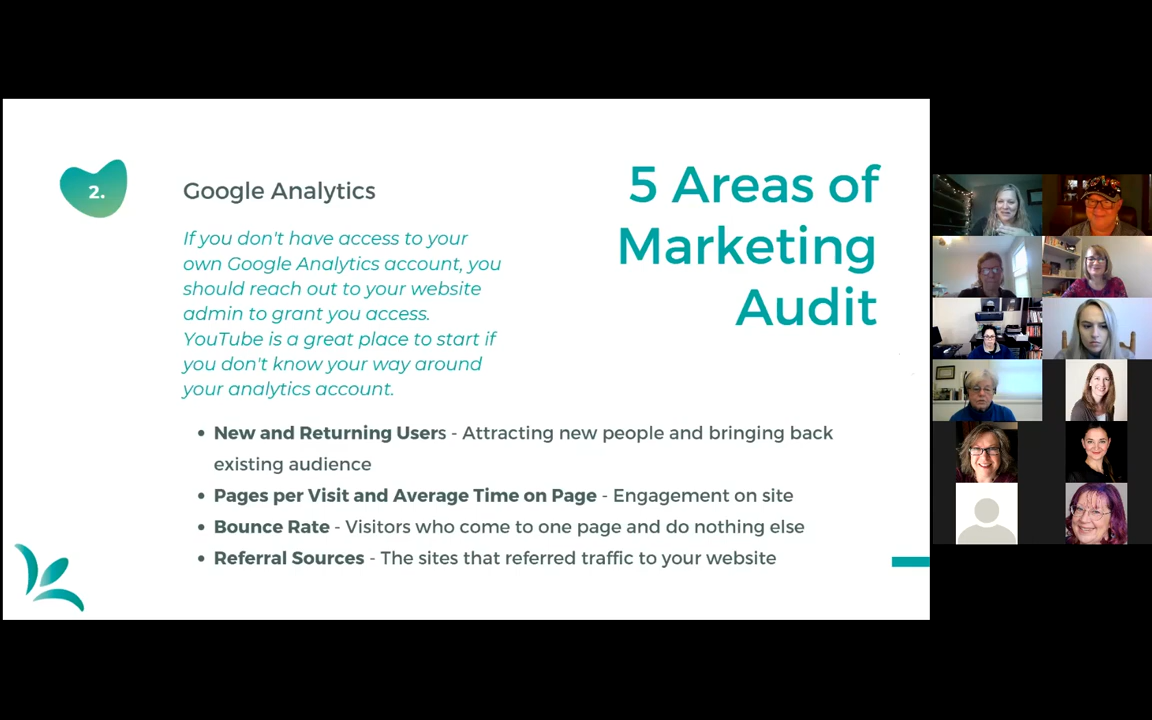 2.
Google Analytics
If you don't have access to your
own Google Analytics account, you
should reach out to your website
admin to grant you access.
YouTube is a great place to start if
you don't know your way around
your analytics account.
5 Areas of
Marketing
Audit
• New and Returning Users - Attracting new people and bringing back
existing audience
• Pages per Visit and Average Time on Page - Engagement on site
• Bounce Rate - Visitors who come to one page and do nothing else
• Referral Sources - The sites that referred traffic to your website